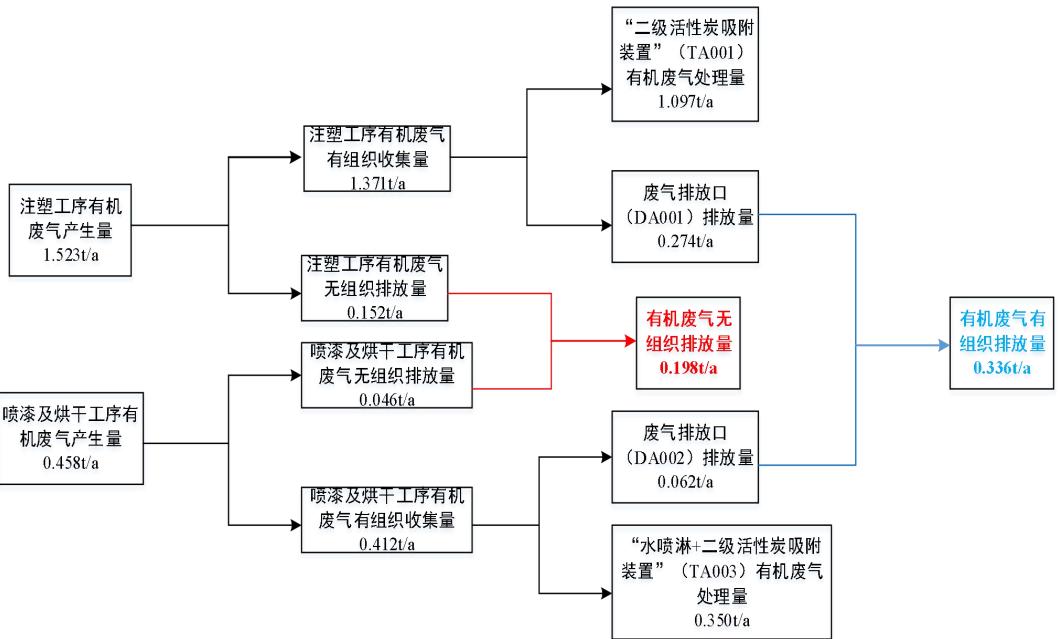 “二级活性炭吸附
装置”（TA001）
有机废气处理量
1.097t/a
注塑工序有机废气
有组织收集量
1.371t/a
注塑工序有机
废气产生量
1.523t/a
废气排放口
（DA001）排放量
0.274t/a
注塑工序有机废气
无组织排放量
0.152t/a
有机废气无
组织排放量
0.198t/a
有机废气有
组织排放量
0.336t/a
喷漆及烘干工序有机
废气无组织排放量
0.046t/a
喷漆及烘干工序有
机废气产生量
0.458t/a
废气排放口
（DA002）排放量
0.062t/a
喷漆及烘干工序有机
废气有组织收集量
0.412t/a
“水喷淋+二级活性炭吸附
装置”（TA003）有机废气
处理量
0.350t/a